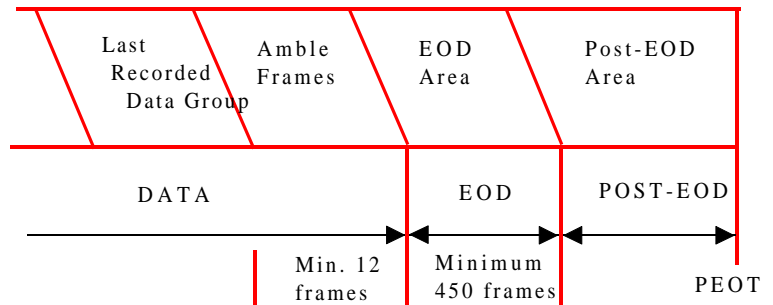 Last
Recorded
Data Group
Amble
Frames
EOD
Area
Post-EOD
Area
DATA
EOD
POST-EOD
Min. 12
frames
Minimum
450 frames
PEOT